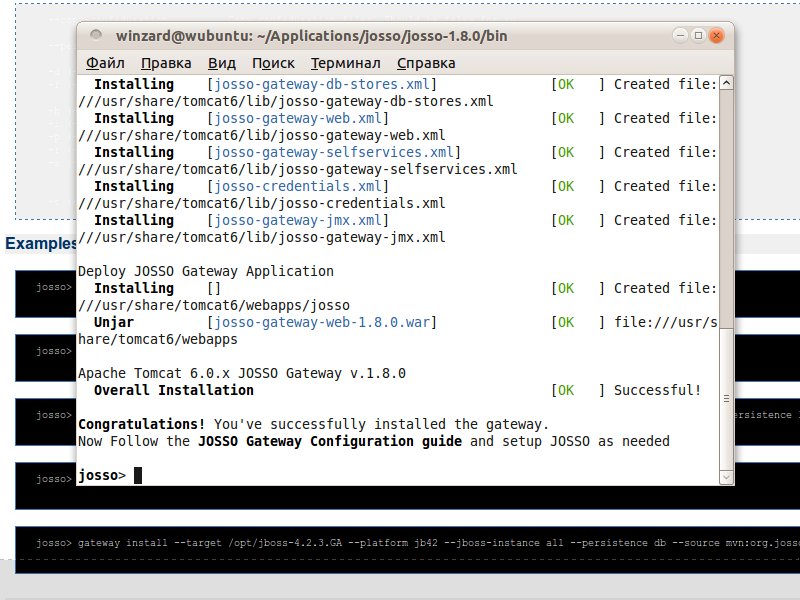 winzard@wubuntu: ~/Applications/josso/josso-1.8.0/bin
Файл Правка Вид Поиск Терминал Справка
Installing [josso-gateway-db-stores.xml] [OK ] Created file:
///usr/share/tomcat6/lib/josso-gateway-db-stores.xml
Installing [josso-gateway-web.xml] [OK ] Created file:
///usr/share/tomcat6/lib/josso-gateway-web.xml
Installing [josso-gateway-selfservices.xml] [OK ] Created file:
///usr/share/tomcat6/lib/josso-gateway-selfservices.xml
Installing [josso-credentials.xml] [OK ] Created file:
///usr/share/tomcat6/lib/josso-credentials.xml
Installing [josso-gateway-jmx.xml] [OK ] Created file:
///usr/share/tomcat6/lib/josso-gateway-jmx.xml
Deploy JOSSO Gateway Application
Installing [] [OK ] Created file:
///usr/share/tomcat6/webapps/josso
Unjar [josso-gateway-web-1.8.0.war] [OK ] file:///usr/s
hare/tomcat6/webapps
Apache Tomcat 6.0.x JOSSO Gateway v.1.8.0
Overall Installation [OK ] Successful!
Congratulations! You've successfully installed the gateway.
Now Follow the JOSSO Gateway Configuration guide and setup JOSSO as needed
josso>
Examples
josso>
josso>
josso> ersistence
josso>
josso> gateway install --target /opt/jboss-4.2.3.GA --platform jb42 --jboss-instance all --persistence db --source mvn:org.josso